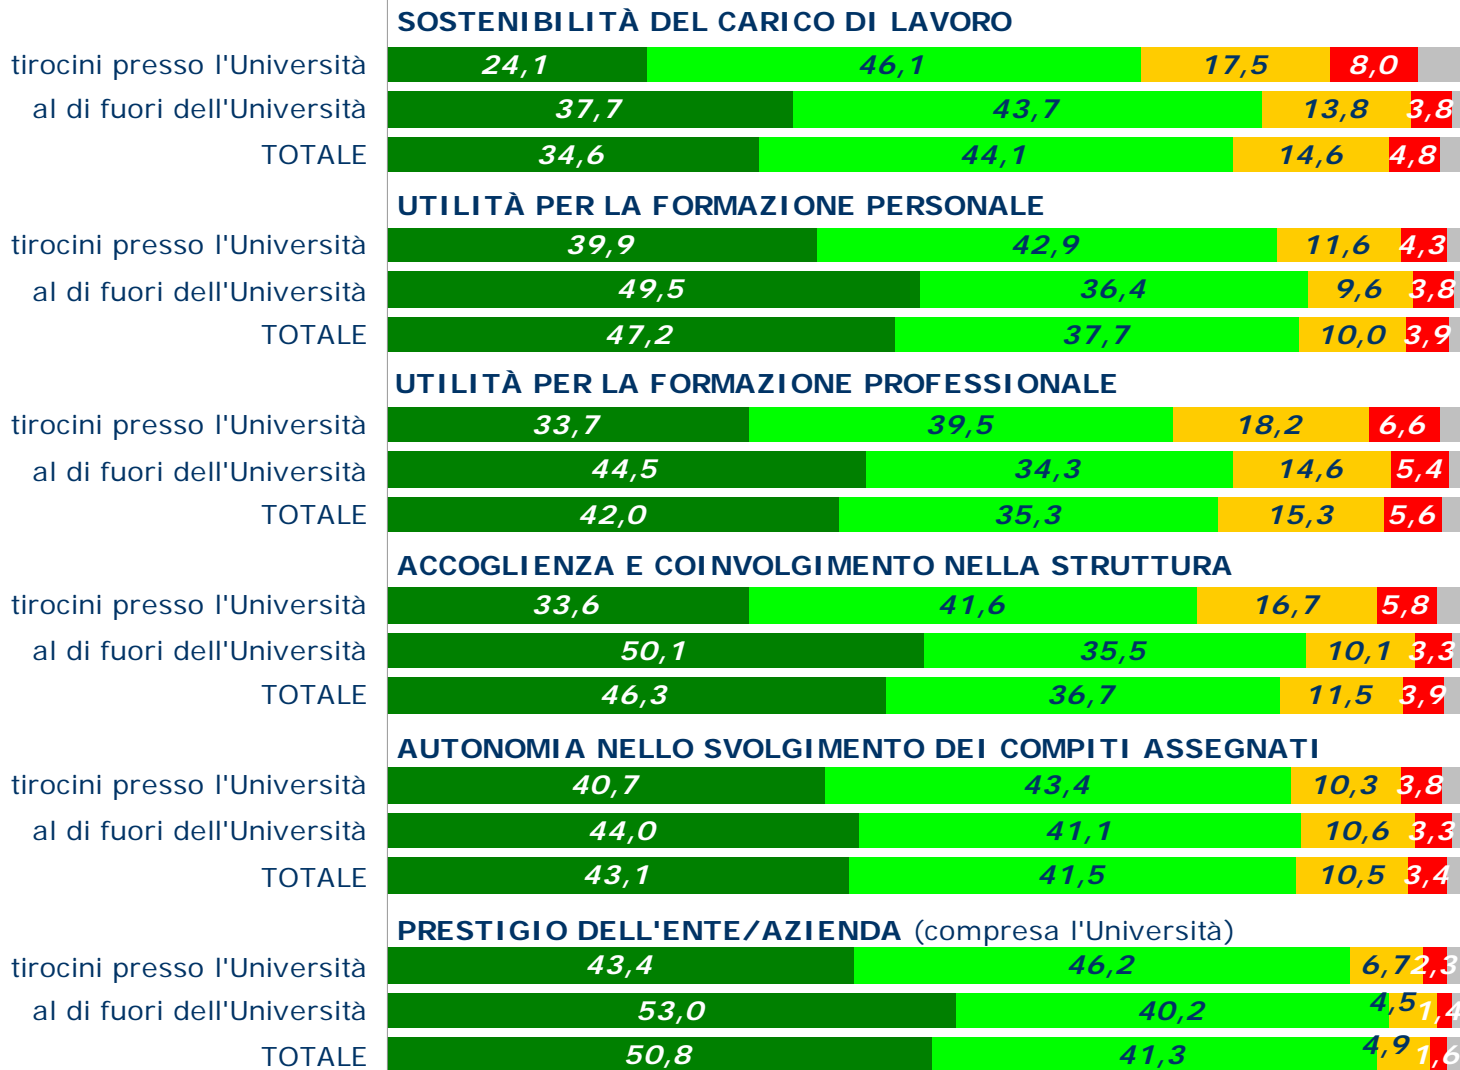 SOSTENIBILITÀ DEL CARICO DI LAVORO
tirocini presso l'Università 24,1 46,1 17,5 8,0
al di fuori dell'Università 37,7 43,7 13,8 3,8
TOTALE 34,6 44,1 14,6 4,8
UTILITÀ PER LA FORMAZIONE PERSONALE
tirocini presso l'Università 39,9 42,9 11,6 4,3
al di fuori dell'Università 49,5 36,4 9,6 3,8
TOTALE 47,2 37,7 10,0 3,9
UTILITÀ PER LA FORMAZIONE PROFESSIONALE
tirocini presso l'Università 33,7 39,5 18,2 6,6
al di fuori dell'Università 44,5 34,3 14,6 5,4
TOTALE 42,0 35,3 15,3 5,6
ACCOGLIENZA E COINVOLGIMENTO NELLA STRUTTURA
tirocini presso l'Università 33,6 41,6 16,7 5,8
al di fuori dell'Università 50,1 35,5 10,1 3,3
TOTALE 46,3 36,7 11,5 3,9
AUTONOMIA NELLO SVOLGIMENTO DEI COMPITI ASSEGNATI
tirocini presso l'Università 40,7 43,4 10,3 3,8
al di fuori dell'Università 44,0 41,1 10,6 3,3
TOTALE 43,1 41,5 10,5 3,4
PRESTIGIO DELL'ENTE/AZIENDA (compresa l'Università)
tirocini presso l'Università 43,4 46,2 6,7 2,3
al di fuori dell'Università 53,0 40,2 4,5 1,4
TOTALE 50,8 41,3 4,9 1,6